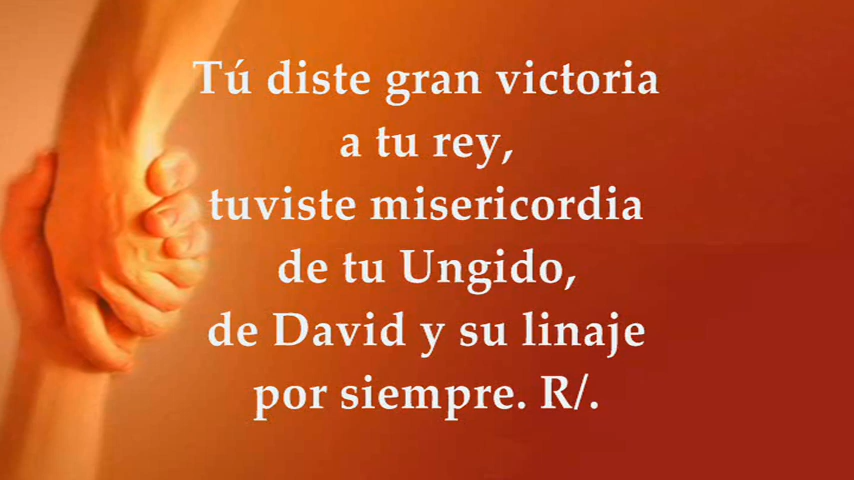 Tú diste gran victoria
a tu rey,
tuviste misericordia
de tu Ungido,
de David y su linaje
por siempre. R/.